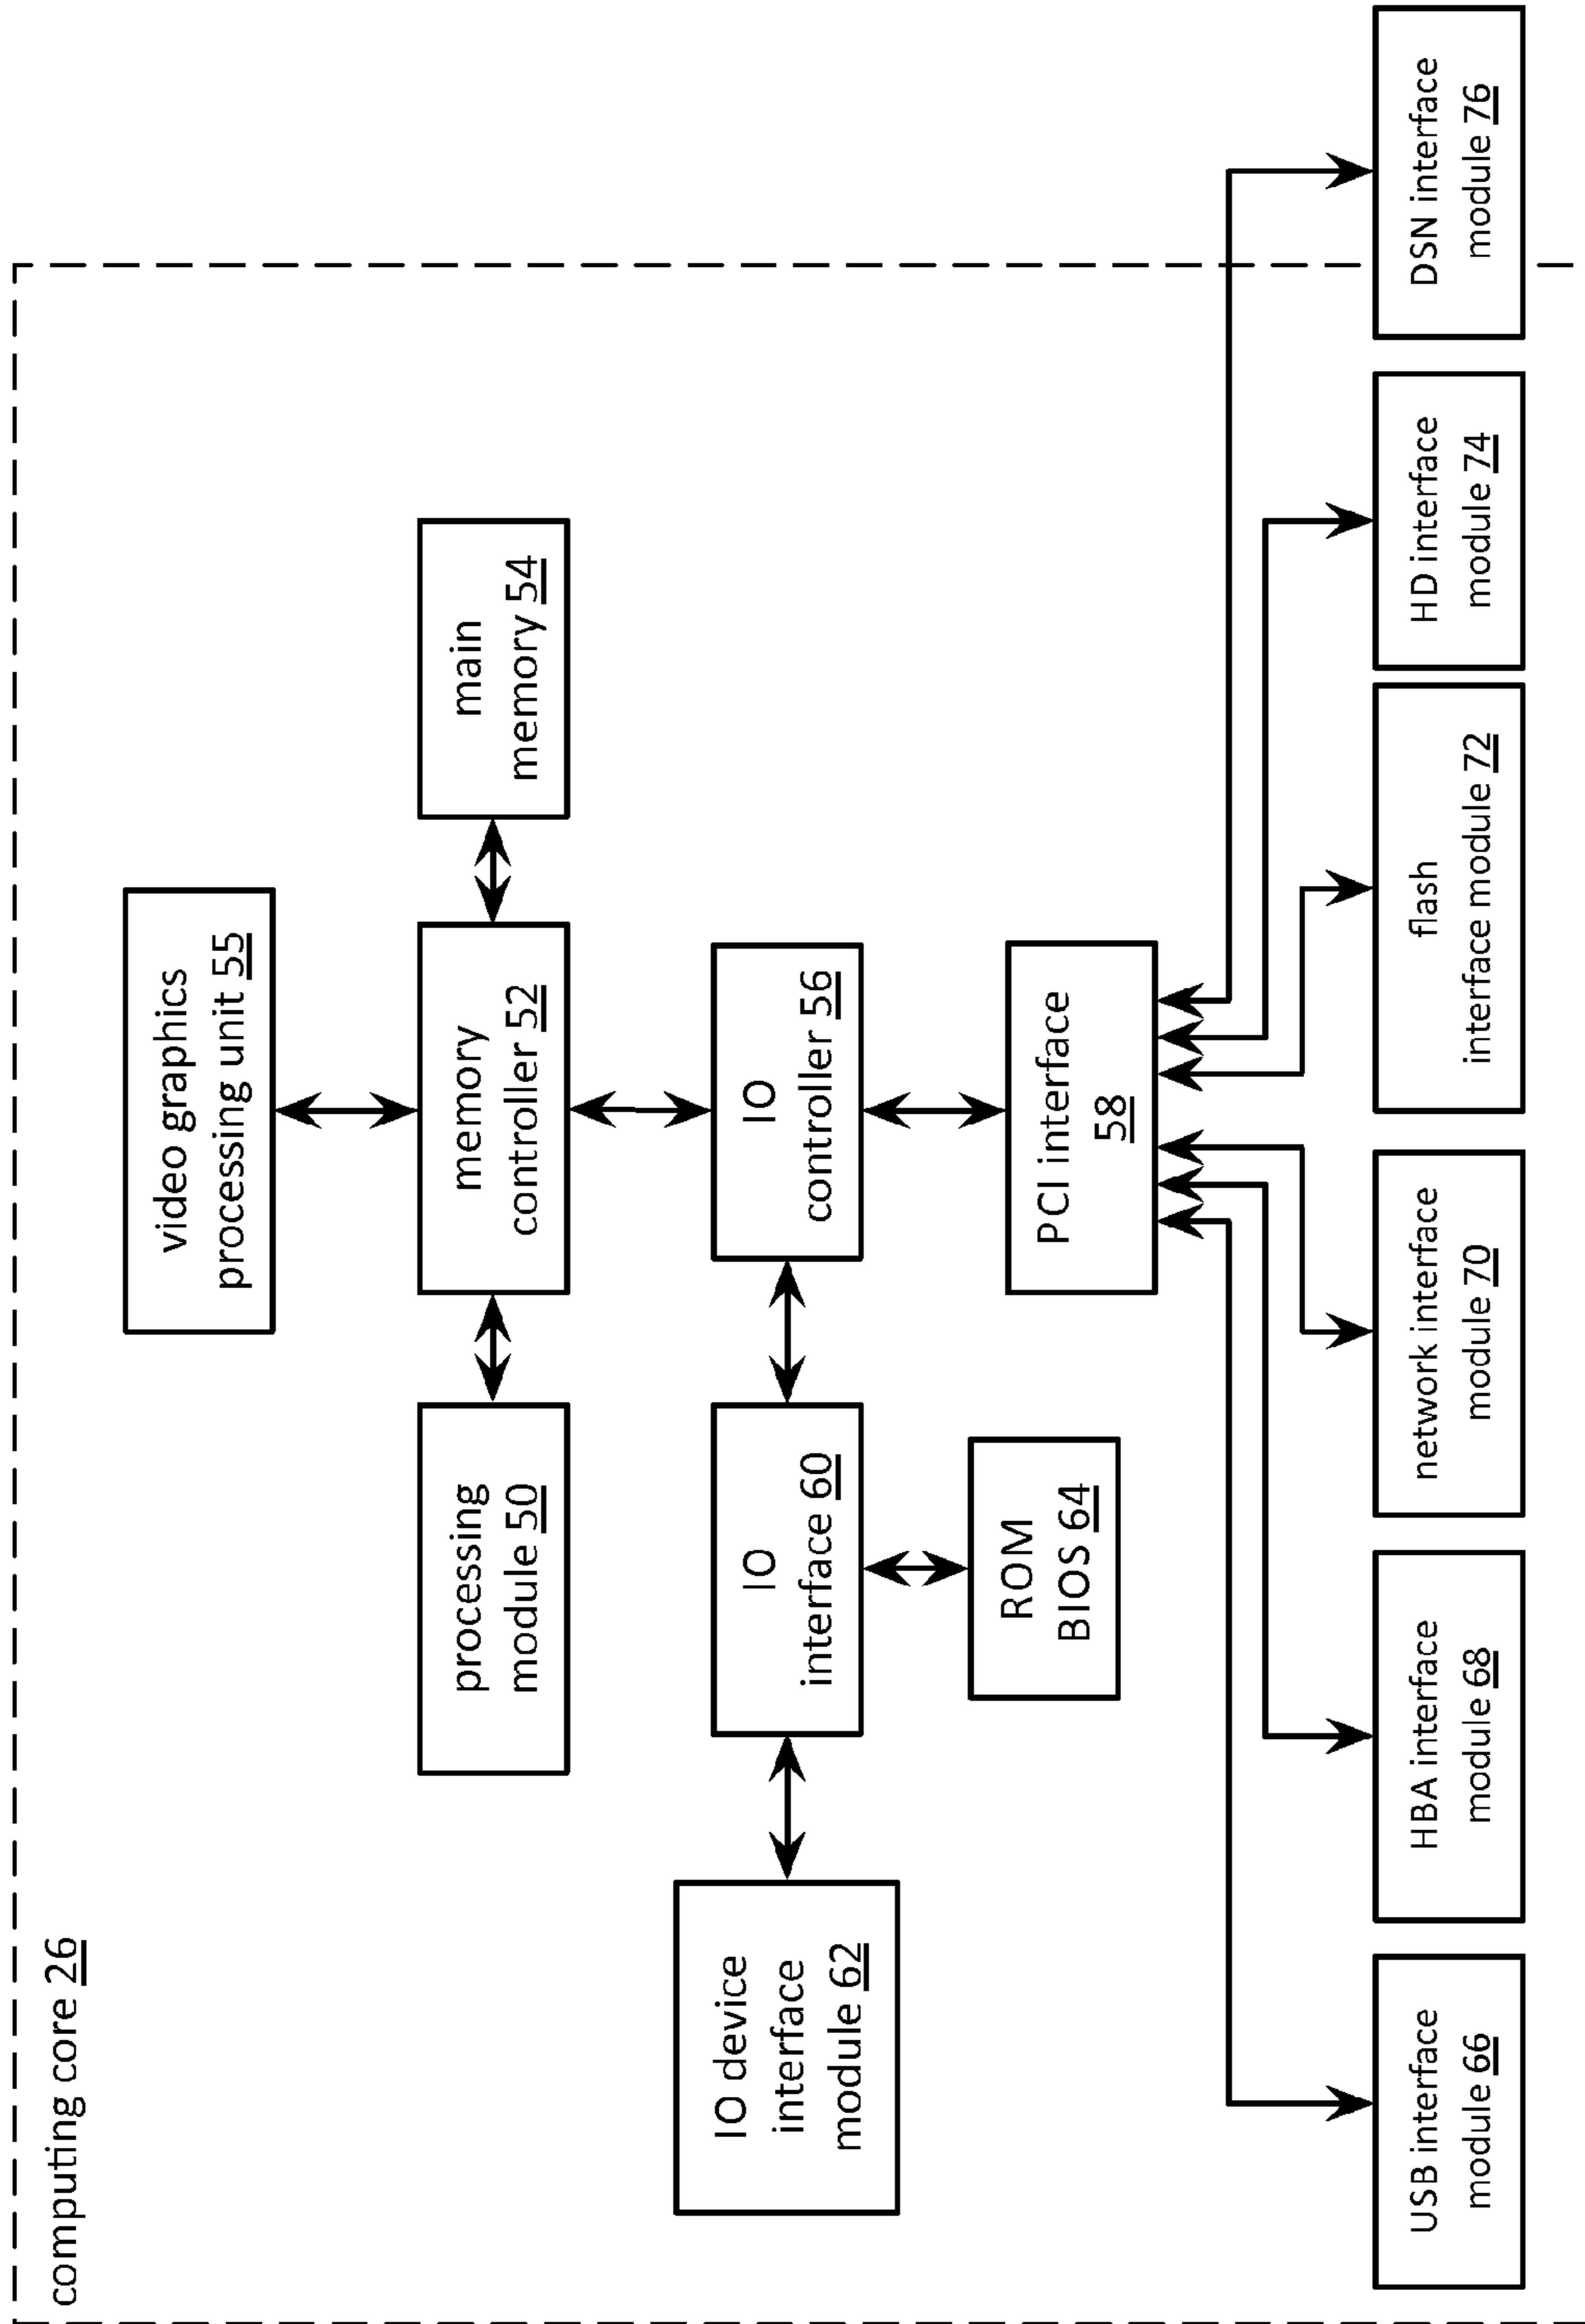 computing core 26
video graphics
processing unit 55
processing
module 50
memory
controller 52
main
memory 54
IO device
interface
module 62
IO
interface 60
IO
controller 56
ROM
BIOS 64
PCI interface
58
USB interface
module 66
HBA interface
module 68
network interface
module 70
flash
interface module 72
HD interface
module 74
DSN interface
module 76